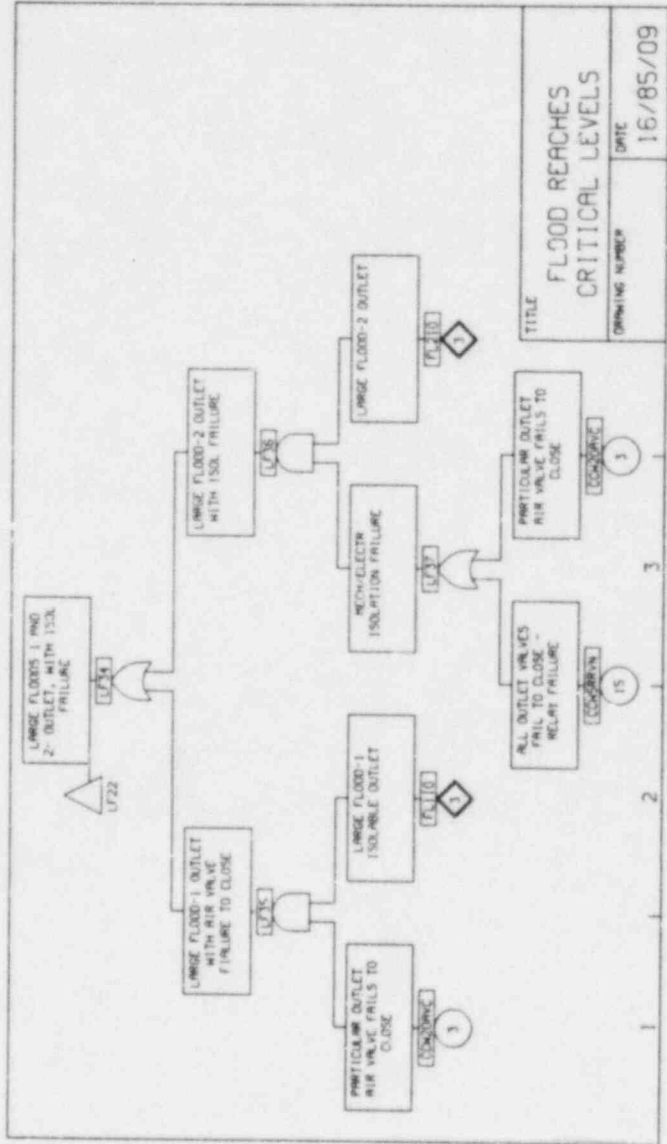 LARGE FLOODS 1 AND
2- OUTLET, WITH ISOL
FAILURE
LF34
LF22
LARGE FLOOD-1 OUTLET
WITH AIR VALVE
FIALURE TO CLOSE
LF35
LARGE FLOOD-2 OUTLET
WITH ISOL FAILURE
LF36
PARTICULAR OUTLET
AIR VALVE FAILS TO
CLOSE
3
LARGE FLOOD-1
ISOLABLE OUTLET
FL1IO
3
MECH/ELECTR
ISOLATION FAILURE
LF37
LARGE FLOOD-2 OUTLET
FL2IO
3
ALL OUTLET VALVES
FAIL TO CLOSE -
RELAY FAILURE
15
PARTICULAR OUTLET
AIR VALVE FAILS TO
CLOSE
3
1
2
3
TITLE
FLOOD REACHES
CRITICAL LEVELS
DRAWING NUMBER
DATE
16/85/09